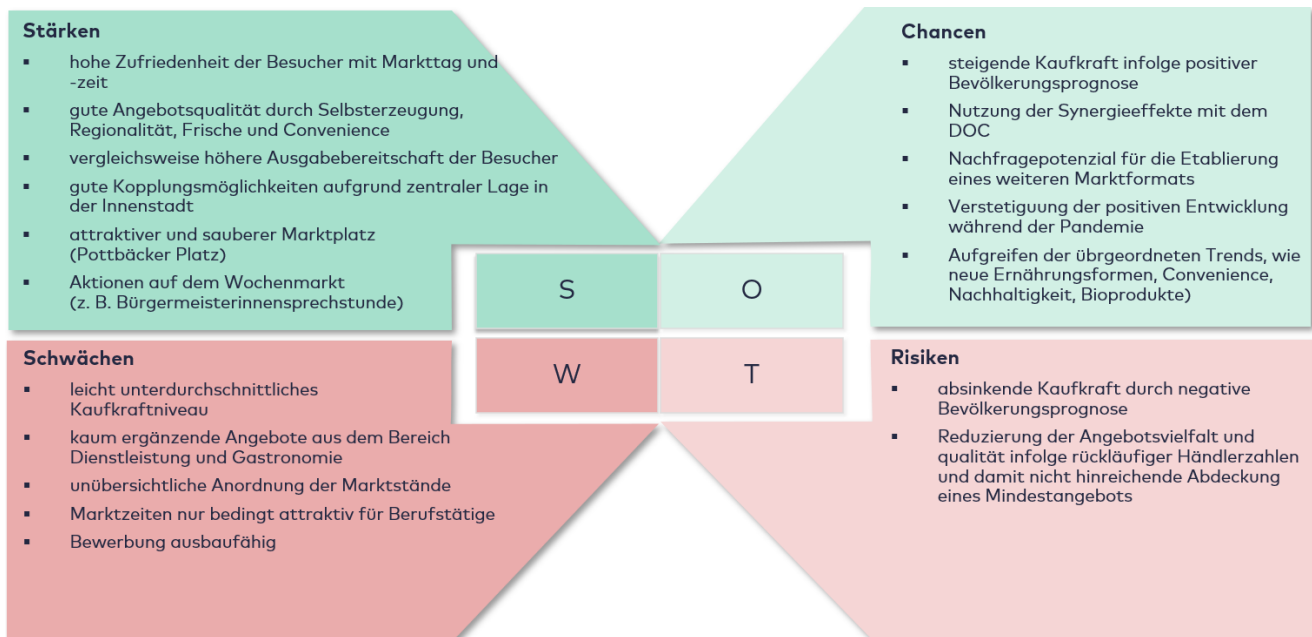 Stärken
▪ hohe Zufriedenheit der Besucher mit Markttag und
-zeit
▪ gute Angebotsqualität durch Selbsterzeugung,
Regionalität, Frische und Convenience
▪ vergleichsweise höhere Ausgabebereitschaft der Besucher
▪ gute Kopplungsmöglichkeiten aufgrund zentraler Lage in
der Innenstadt
▪ attraktiver und sauberer Marktplatz
(Pottbäcker Platz)
▪ Aktionen auf dem Wochenmarkt
(z. B. Bürgermeisterinnensprechstunde)
Chancen
▪ steigende Kaufkraft infolge positiver
Bevölkerungsprognose
▪ Nutzung der Synergieeffekte mit dem
DOC
▪ Nachfragepotenzial für die Etablierung
eines weiteren Marktformats
▪ Verstetiguung der positiven Entwicklung
während der Pandemie
▪ Aufgreifen der übrgeordneten Trends, wie
neue Ernährungsformen, Convenience,
Nachhaltigkeit, Bioprodukte)
S
O
W
T
Schwächen
▪ leicht unterdurchschnittliches
Kaufkraftniveau
▪ kaum ergänzende Angebote aus dem Bereich
Dienstleistung und Gastronomie
▪ unübersichtliche Anordnung der Marktstände
▪ Marktzeiten nur bedingt attraktiv für Berufstätige
▪ Bewerbung ausbaufähig
Risiken
▪ absinkende Kaufkraft durch negative
Bevölkerungsprognose
▪ Reduzierung der Angebotsvielfalt und
qualität infolge rückläufiger Händlerzahlen
und damit nicht hinreichende Abdeckung
eines Mindestangebots